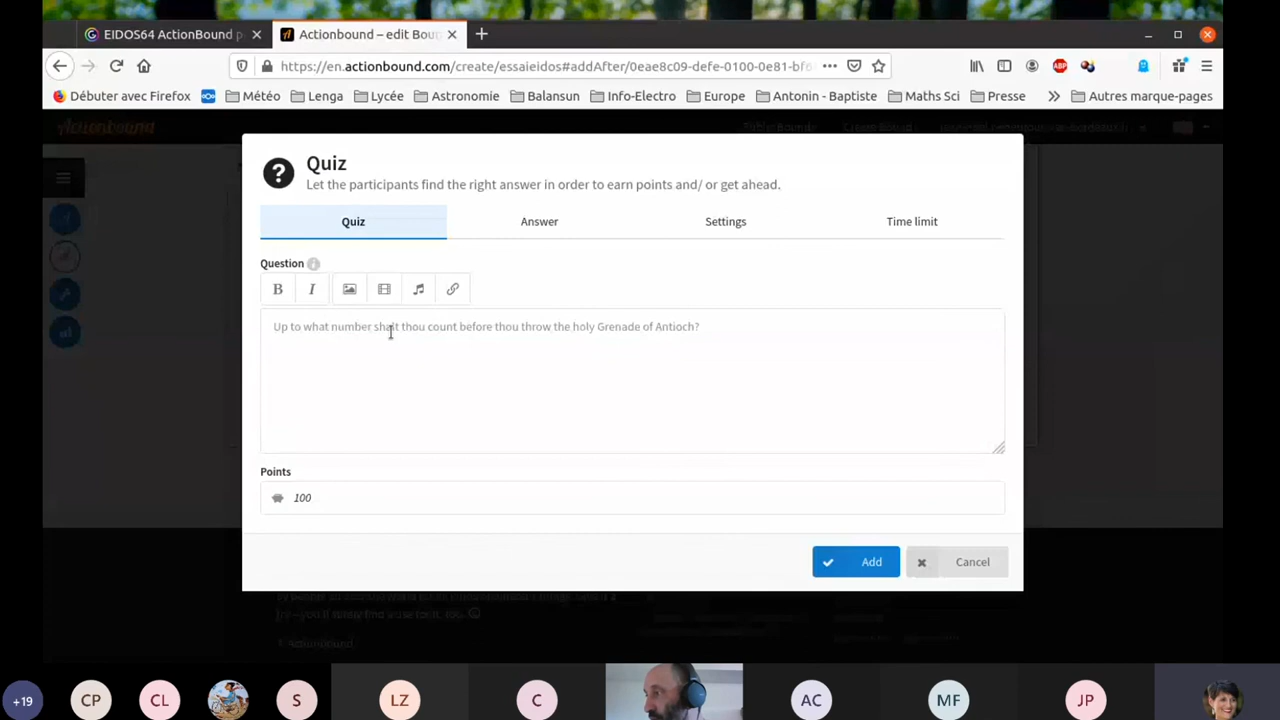 EIDOS64 ActionBound p
Actionbound – edit Bou
https://en.actionbound.com/create/essaieidos#addAfter/0eae8c09-defe-0100-0e81-bf8
Débuter avec Firefox Météo Lenga Lycée Astronomie Balansun Info-Electro Europe Antonin - Baptiste Maths Sci Presse Autres marque-pages
Actionbound
Quiz
Let the participants find the right answer in order to earn points and/ or get ahead.
Quiz Answer Settings Time limit
Question
B I
Up to what number shalt thou count before thou throw the holy Grenade of Antioch?
Points
100
Add Cancel
Actionbound
+19 CP CL S LZ C AC MF JP